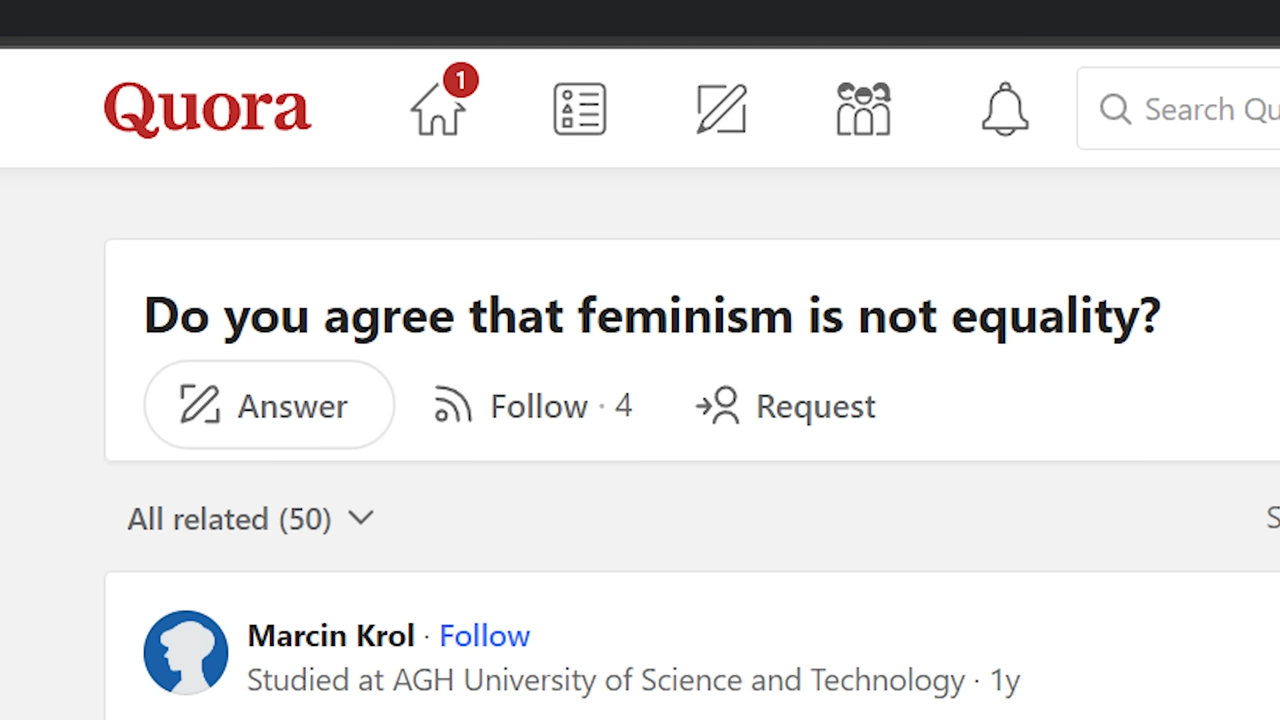 Quora
1
Search Qu
Do you agree that feminism is not equality?
Answer
Follow · 4
Request
All related (50)
S
Marcin Krol · Follow
Studied at AGH University of Science and Technology · 1y